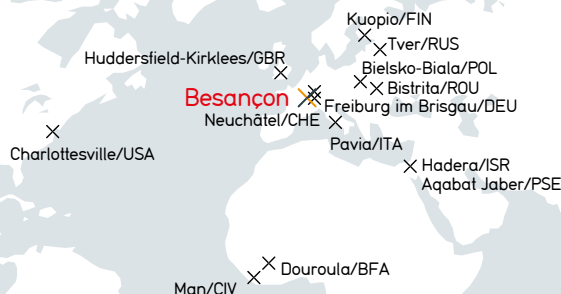 Kuopio/FIN
Tver/RUS
Huddersfield-Kirklees/GBR
Bielsko-Biala/POL
Bistrita/ROU
Besançon
Freiburg im Brisgau/DEU
Neuchâtel/CHE
Pavia/ITA
Charlottesville/USA
Hadera/ISR
Aqabat Jaber/PSE
Douroula/BFA
Man/CIV